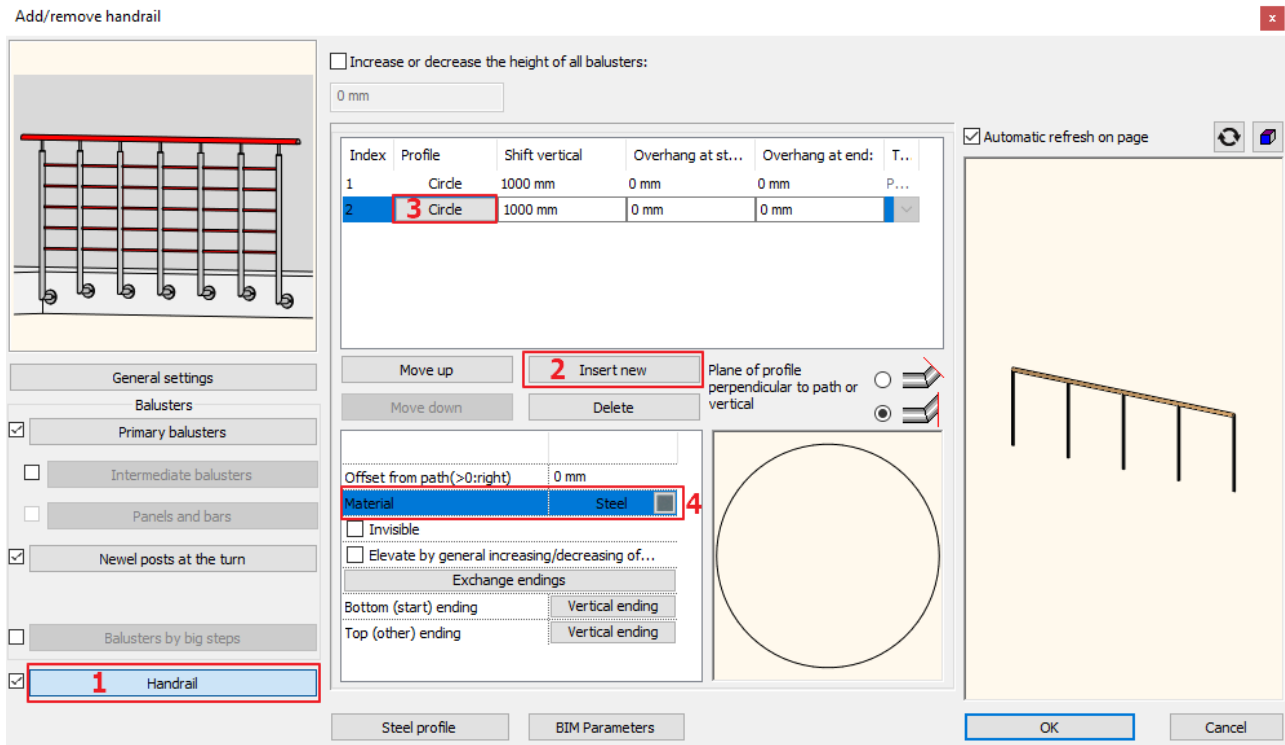 Add/remove handrail
x
Increase or decrease the height of all balusters:
0 mm
Automatic refresh on page
Index Profile Shift vertical Overhang at st... Overhang at end: T...
1 Circle 1000 mm 0 mm 0 mm P...
2 3 Circle 1000 mm 0 mm 0 mm
General settings
Balusters
Primary balusters
Intermediate balusters
Panels and bars
Newel posts at the turn
Balusters by big steps
1 Handrail
Move up 2 Insert new
Move down Delete
Plane of profile
perpendicular to path or
vertical
Offset from path(>0:right) 0 mm
Material Steel 4
Invisible
Elevate by general increasing/decreasing of...
Exchange endings
Bottom (start) ending Vertical ending
Top (other) ending Vertical ending
Steel profile BIM Parameters OK Cancel